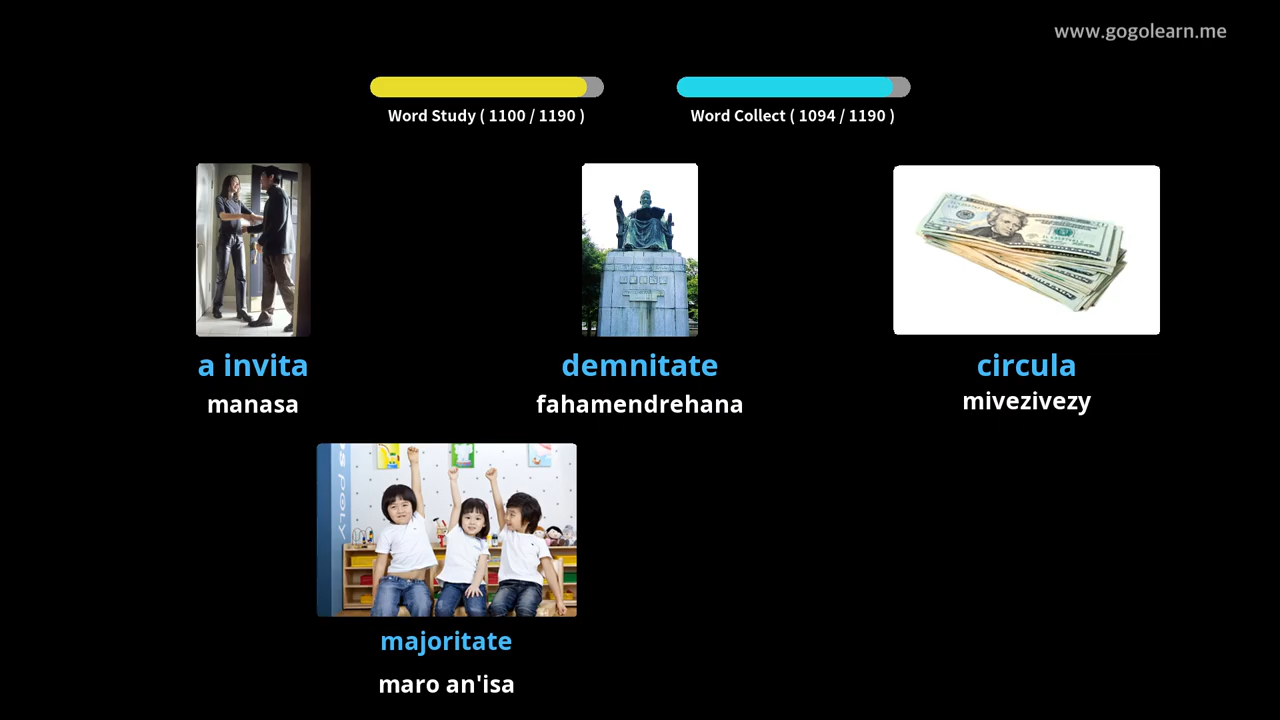 www.gogolearn.me
Word Study ( 1100 / 1190 )
Word Collect ( 1094 / 1190 )
a invita
manasa
demnitate
fahamendrehana
circula
mivezivezy
majoritate
maro an'isa